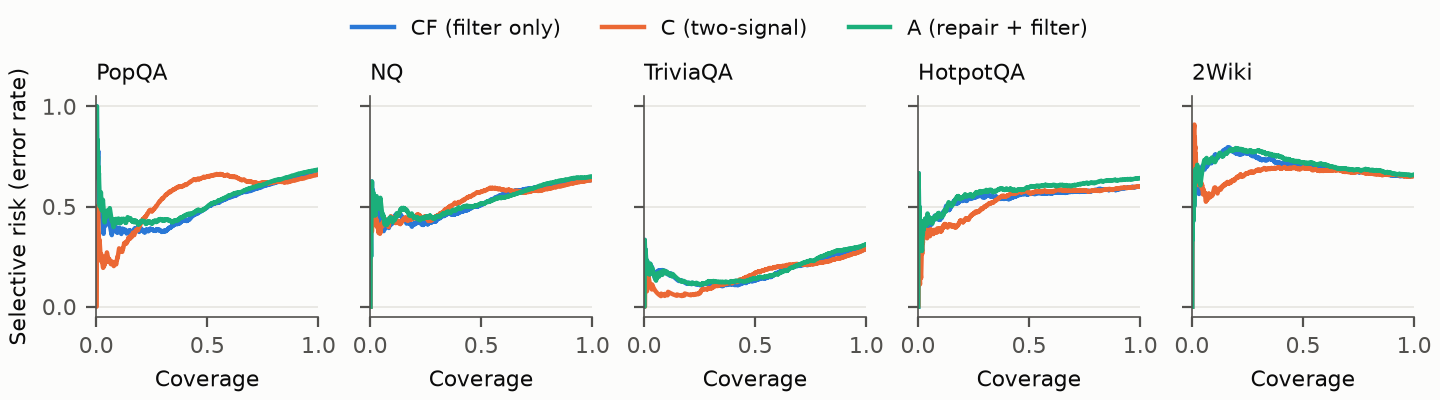 CF (filter only) C (two-signal) A (repair + filter)
PopQA NQ TriviaQA HotpotQA 2Wiki
Selective risk (error rate)
1.0
0.5
0.0
0.0 0.5 1.0 0.0 0.5 1.0 0.0 0.5 1.0 0.0 0.5 1.0 0.0 0.5 1.0
Coverage Coverage Coverage Coverage Coverage